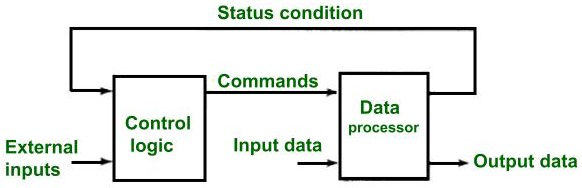 Status condition
Commands
Data
processor
Control
logic
External
inputs
Input data
Output data